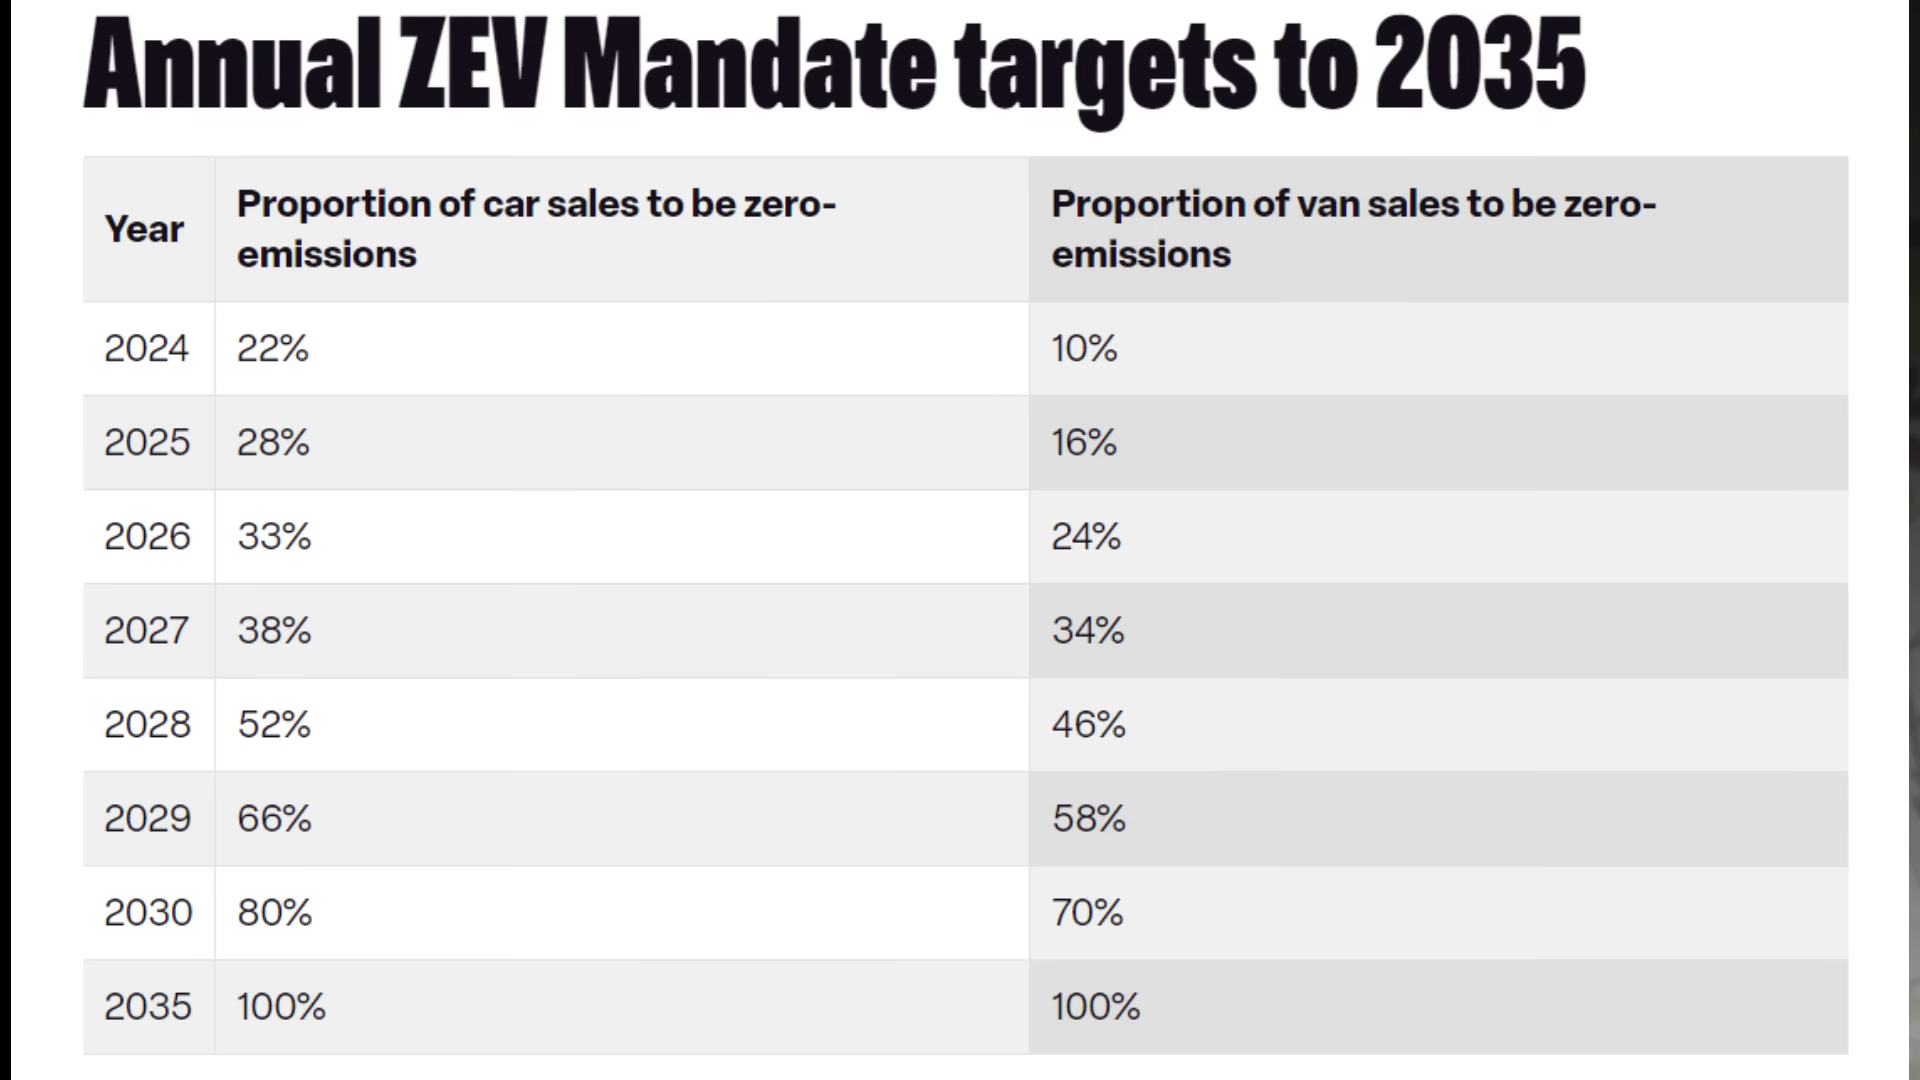 Annual ZEV Mandate targets to 2035
Year
Proportion of car sales to be zero-
emissions
Proportion of van sales to be zero-
emissions
2024 22% 10%
2025 28% 16%
2026 33% 24%
2027 38% 34%
2028 52% 46%
2029 66% 58%
2030 80% 70%
2035 100% 100%